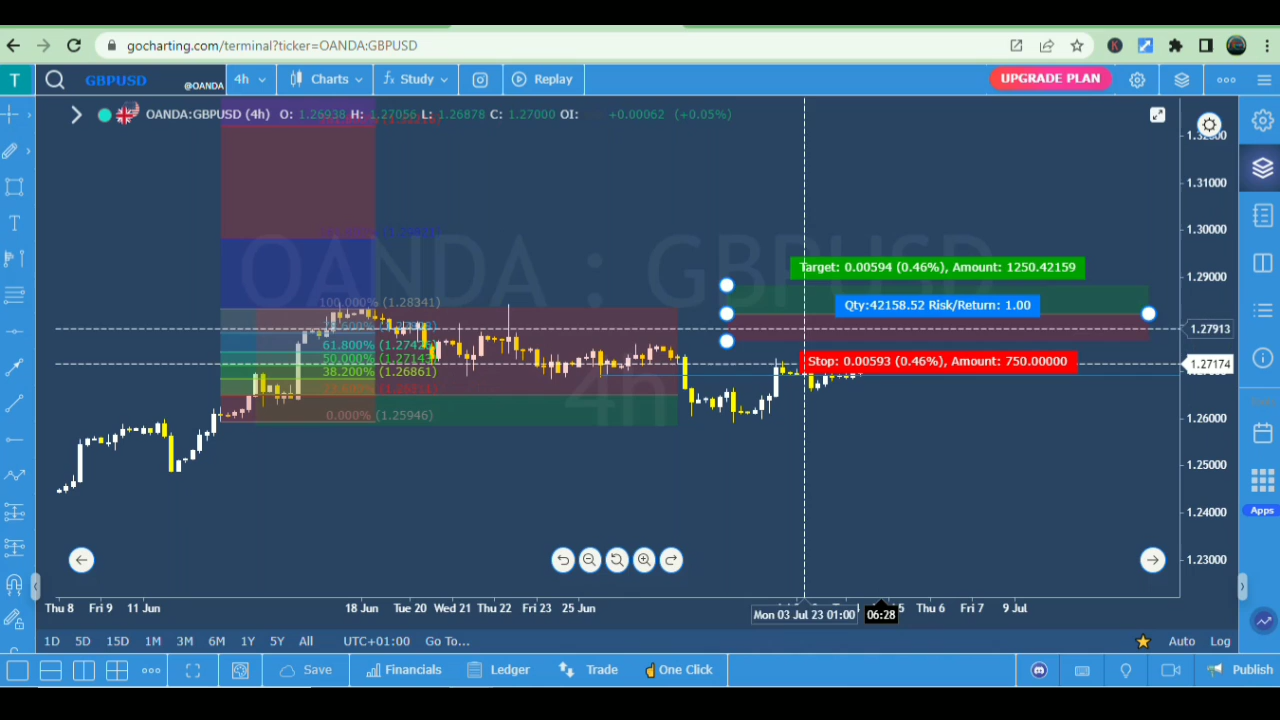 gocharting.com/terminal?ticker=OANDA:GBPUSD
T GBPUSD @OANDA 4h Charts fx Study Replay UPGRADE PLAN
OANDA:GBPUSD (4h) O: 1.26938 H: 1.27056 L: 1.26878 C: 1.27000 OI: +0.00062 (+0.05%)
1.31000
1.30000
OANDA : GBPUSD
4h
1.29000
Target: 0.00594 (0.46%), Amount: 1250.42159
100.000% (1.28341)
Qty:42158.52 Risk/Return: 1.00
1.27913
61.800% (1.27426)
50.000% (1.27143)
Stop: 0.00593 (0.46%), Amount: 750.00000
1.27174
38.200% (1.26861)
0.000% (1.25946)
1.26000
1.25000
1.24000
1.23000
Apps
Thu 8 Fri 9 11 Jun 18 Jun Tue 20 Wed 21 Thu 22 Fri 23 25 Jun Thu 6 Fri 7 9 Jul
Mon 03 Jul 23 01:00 06:28
1D 5D 15D 1M 3M 6M 1Y 5Y All UTC+01:00 Go To... Auto Log
Save Financials Ledger Trade One Click Publish